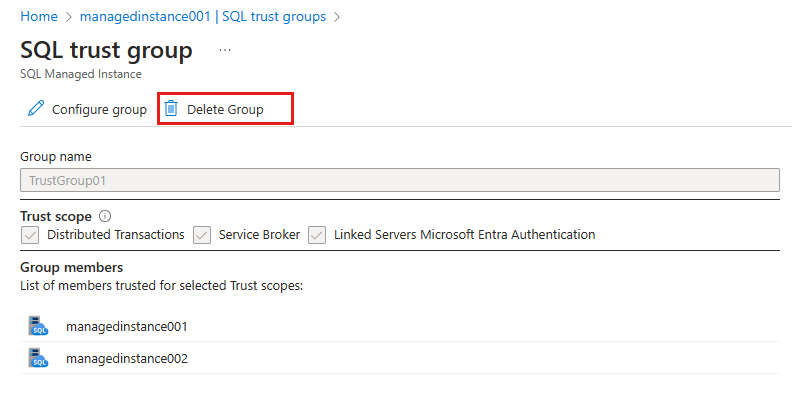 Home > managedinstance001 | SQL trust groups >
SQL trust group ...
SQL Managed Instance
Configure group Delete Group
Group name
TrustGroup01
Trust scope
Distributed Transactions Service Broker Linked Servers Microsoft Entra Authentication
Group members
List of members trusted for selected Trust scopes:
SQL managedinstance001
SQL managedinstance002